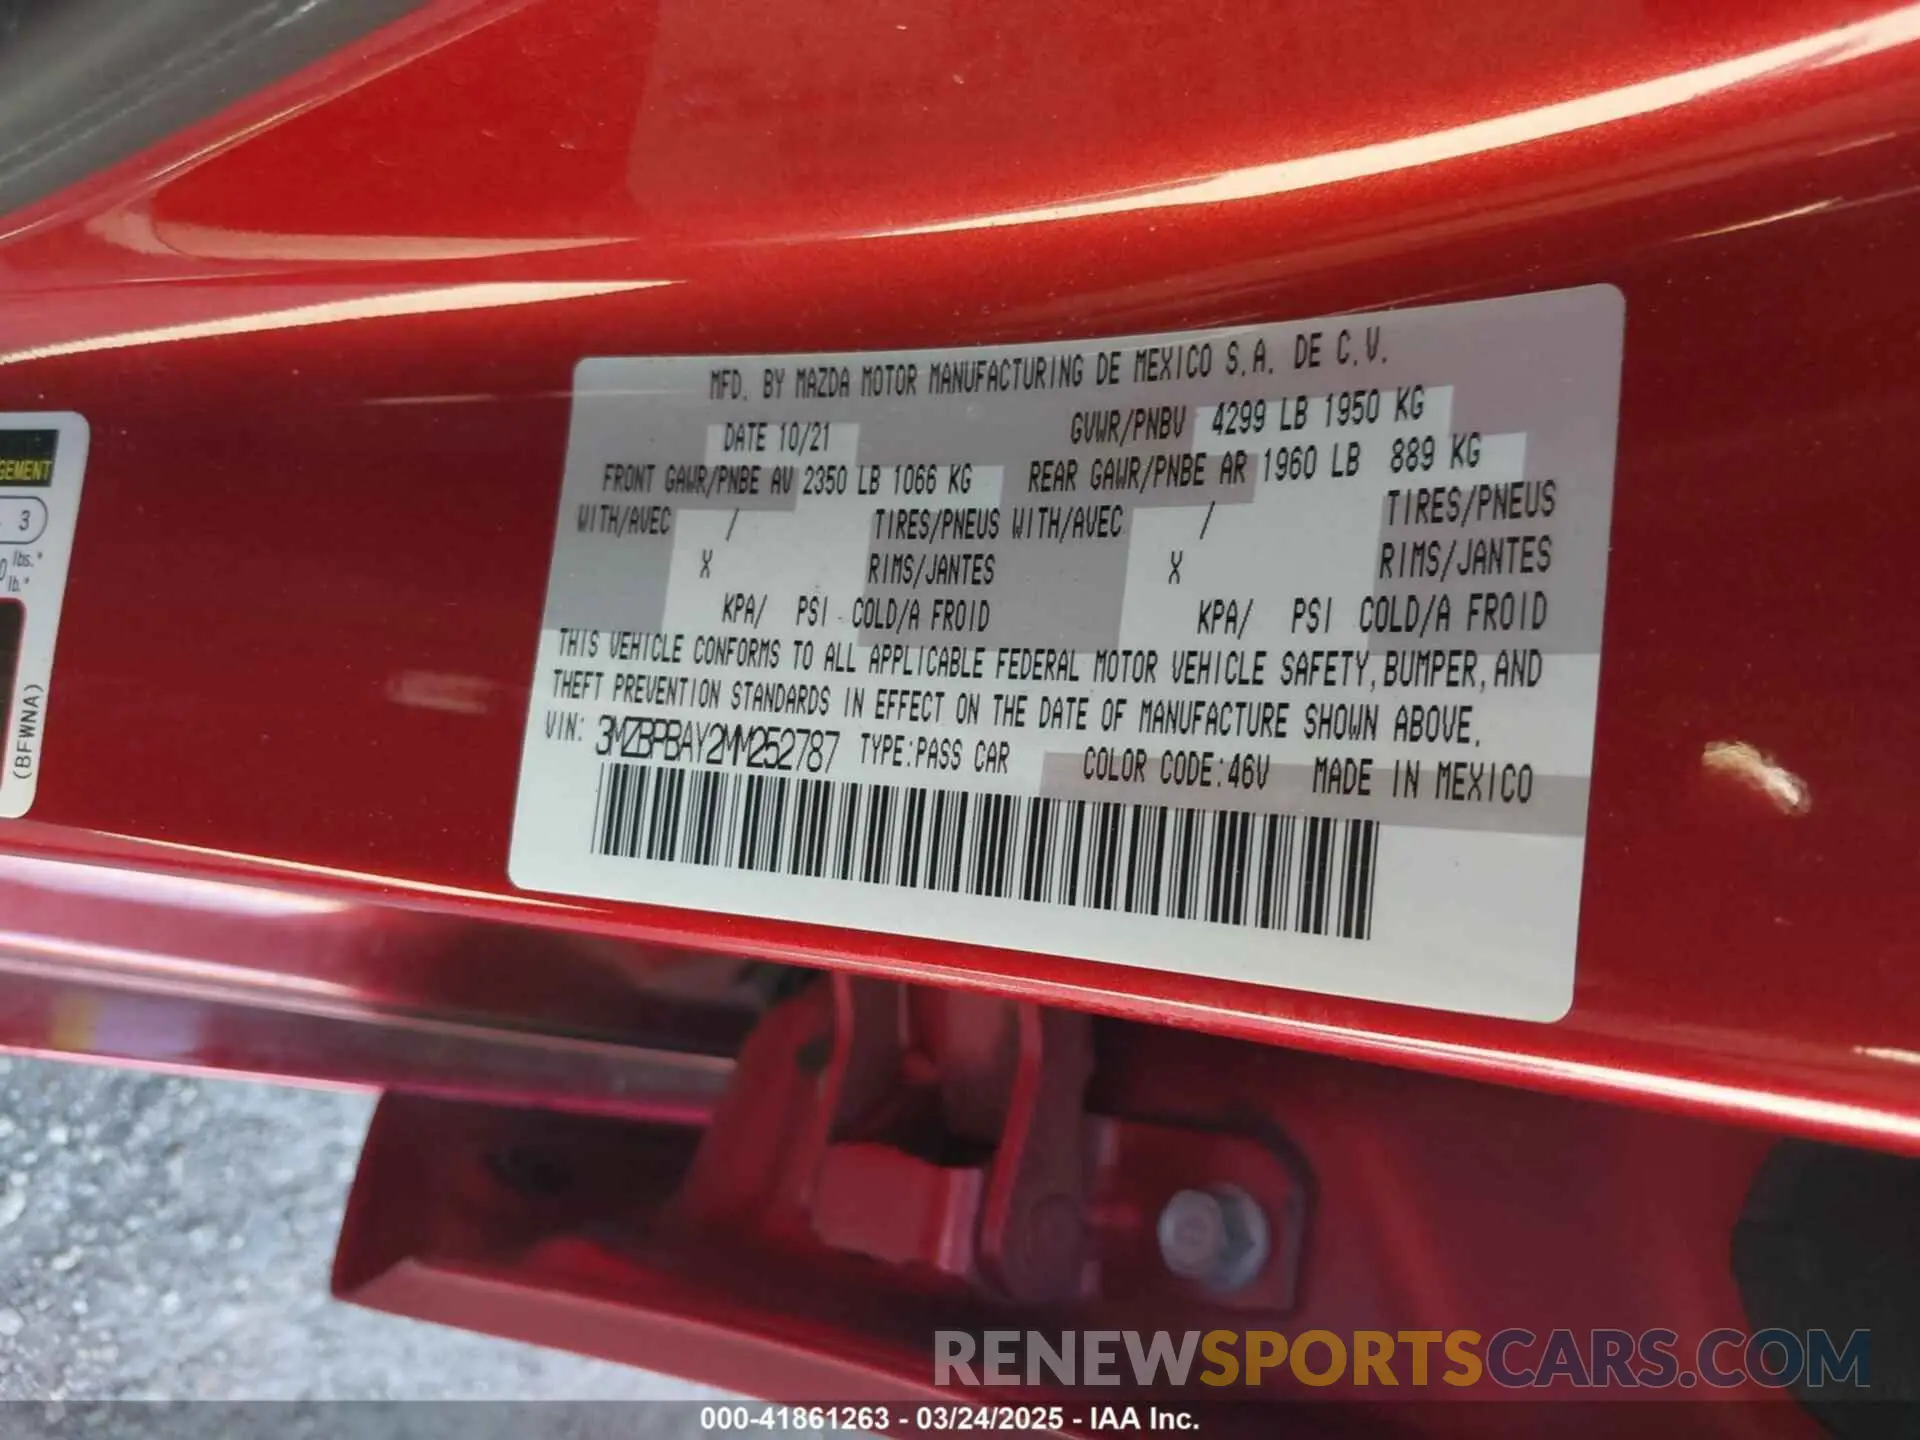 MFD. BY MAZDA MOTOR MANUFACTURING DE MEXICO S.A. DE C.V.
DATE 10/21 GVWR/PNBV 4299 LB 1950 KG
FRONT GAWR/PNBE AV 2350 LB 1066 KG REAR GAWR/PNBE AR 1960 LB 889 KG
WITH/AVEC / TIRES/PNEUS WITH/AVEC / TIRES/PNEUS
X RIMS/JANTES X RIMS/JANTES
KPA/ PSI COLD/A FROID KPA/ PSI COLD/A FROID
THIS VEHICLE CONFORMS TO ALL APPLICABLE FEDERAL MOTOR VEHICLE SAFETY, BUMPER, AND
THEFT PREVENTION STANDARDS IN EFFECT ON THE DATE OF MANUFACTURE SHOWN ABOVE.
VIN: 3MZBPBAY2MM252787 TYPE:PASS CAR COLOR CODE:46V MADE IN MEXICO
3
lbs.*
lb.*
(BFWNA)
RENEWSPORTSCARS.COM
000-41861263 - 03/24/2025 - IAA Inc.